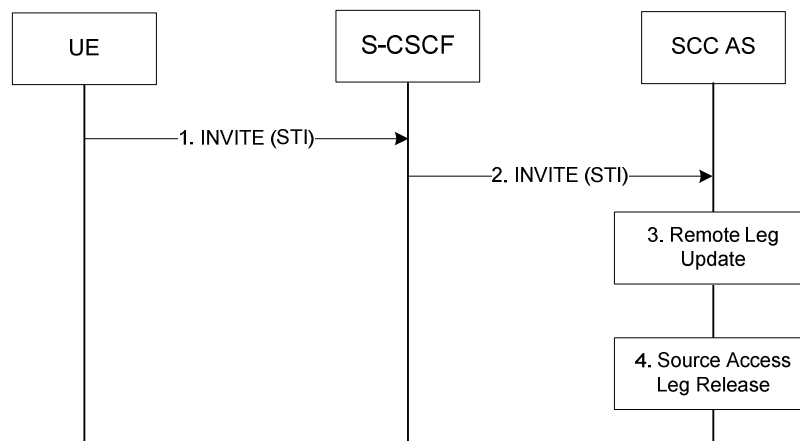 UE
S-CSCF
SCC AS
1. INVITE (STI)
2. INVITE (STI)
3. Remote Leg
Update
4. Source Access
Leg Release